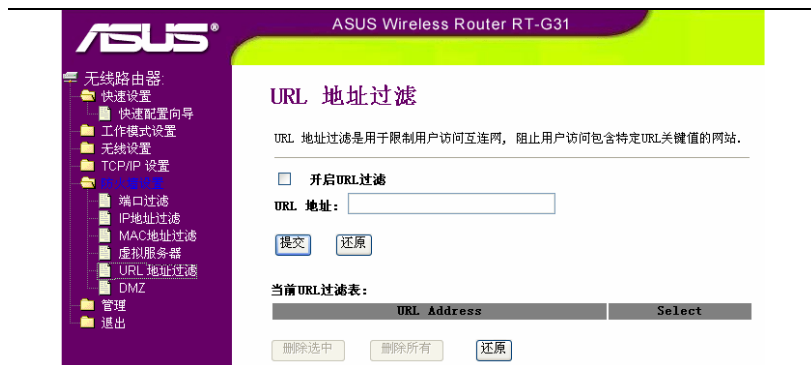 ASUS Wireless Router RT-G31
ASUS®
无线路由器:
快速设置
快速配置向导
工作模式设置
无线设置
TCP/IP 设置
防火墙设置
端口过滤
IP地址过滤
MAC地址过滤
虚拟服务器
URL 地址过滤
DMZ
管理
退出
URL 地址过滤
URL 地址过滤是用于限制用户访问互连网, 阻止用户访问包含特定URL关键值的网站.
开启URL过滤
URL 地址:
提交 还原
当前URL过滤表:
URL Address Select
删除选中 删除所有 还原